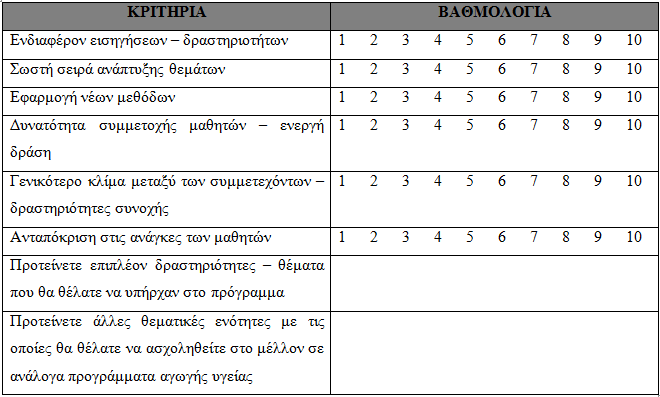 ΚΡΙΤΗΡΙΑ ΒΑΘΜΟΛΟΓΙΑ
Ενδιαφέρον εισηγήσεων – δραστηριοτήτων 1 2 3 4 5 6 7 8 9 10
Σωστή σειρά ανάπτυξης θεμάτων 1 2 3 4 5 6 7 8 9 10
Εφαρμογή νέων μεθόδων 1 2 3 4 5 6 7 8 9 10
Δυνατότητα συμμετοχής μαθητών – ενεργή 1 2 3 4 5 6 7 8 9 10
δράση
Γενικότερο κλίμα μεταξύ των συμμετεχόντων – 1 2 3 4 5 6 7 8 9 10
δραστηριότητες συνοχής
Ανταπόκριση στις ανάγκες των μαθητών 1 2 3 4 5 6 7 8 9 10
Προτείνετε επιπλέον δραστηριότητες – θέματα
που θα θέλατε να υπήρχαν στο πρόγραμμα
Προτείνετε άλλες θεματικές ενότητες με τις
οποίες θα θέλατε να ασχοληθείτε στο μέλλον σε
ανάλογα προγράμματα αγωγής υγείας